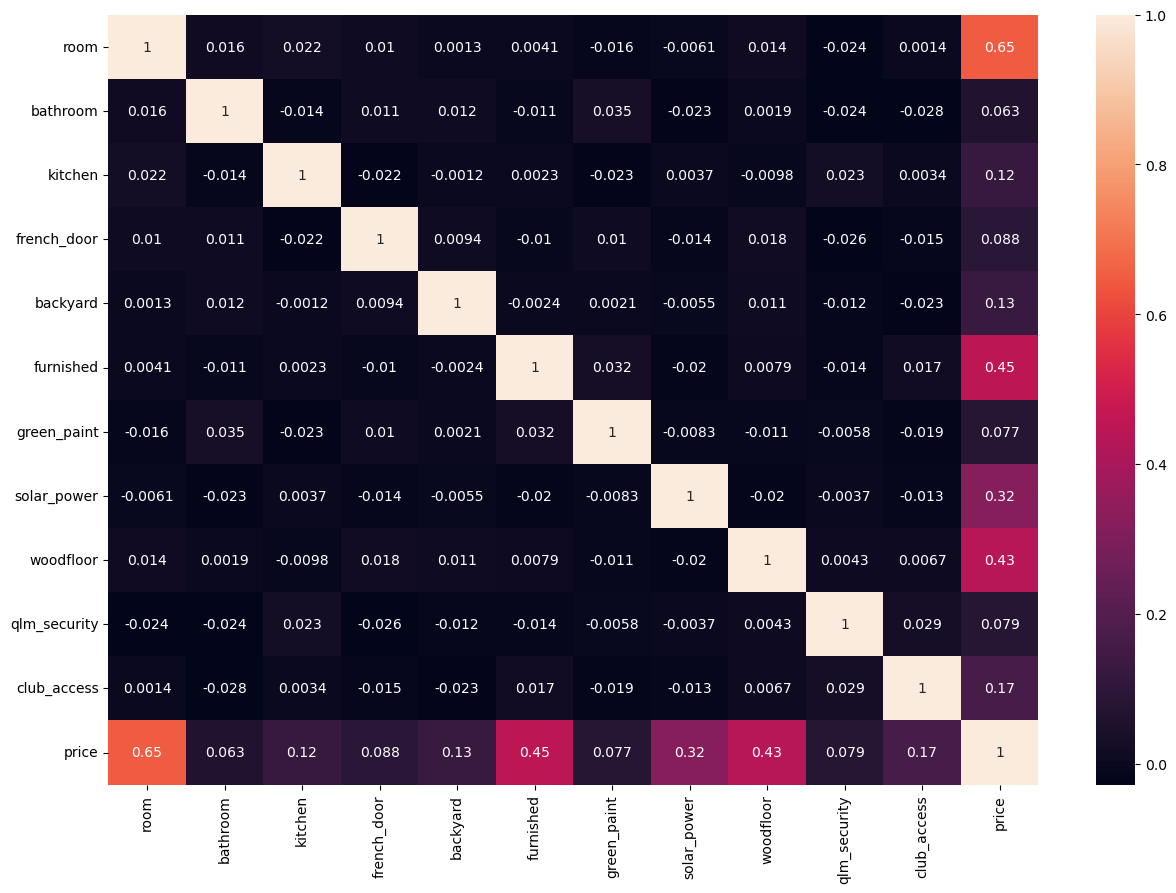 room 1 0.016 0.022 0.01 0.0013 0.0041 -0.016 -0.0061 0.014 -0.024 0.0014 0.65
bathroom 0.016 1 -0.014 0.011 0.012 -0.011 0.035 -0.023 0.0019 -0.024 -0.028 0.063
kitchen 0.022 -0.014 1 -0.022 -0.0012 0.0023 -0.023 0.0037 -0.0098 0.023 0.0034 0.12
french_door 0.01 0.011 -0.022 1 0.0094 -0.01 0.01 -0.014 0.018 -0.026 -0.015 0.088
backyard 0.0013 0.012 -0.0012 0.0094 1 -0.0024 0.0021 -0.0055 0.011 -0.012 -0.023 0.13
furnished 0.0041 -0.011 0.0023 -0.01 -0.0024 1 0.032 -0.02 0.0079 -0.014 0.017 0.45
green_paint -0.016 0.035 -0.023 0.01 0.0021 0.032 1 -0.0083 -0.011 -0.0058 -0.019 0.077
solar_power -0.0061 -0.023 0.0037 -0.014 -0.0055 -0.02 -0.0083 1 -0.02 -0.0037 -0.013 0.32
woodfloor 0.014 0.0019 -0.0098 0.018 0.011 0.0079 -0.011 -0.02 1 0.0043 0.0067 0.43
qlm_security -0.024 -0.024 0.023 -0.026 -0.012 -0.014 -0.0058 -0.0037 0.0043 1 0.029 0.079
club_access 0.0014 -0.028 0.0034 -0.015 -0.023 0.017 -0.019 -0.013 0.0067 0.029 1 0.17
price 0.65 0.063 0.12 0.088 0.13 0.45 0.077 0.32 0.43 0.079 0.17 1
room bathroom kitchen french_door backyard furnished green_paint solar_power woodfloor qlm_security club_access price
1.0
0.8
0.6
0.4
0.2
0.0